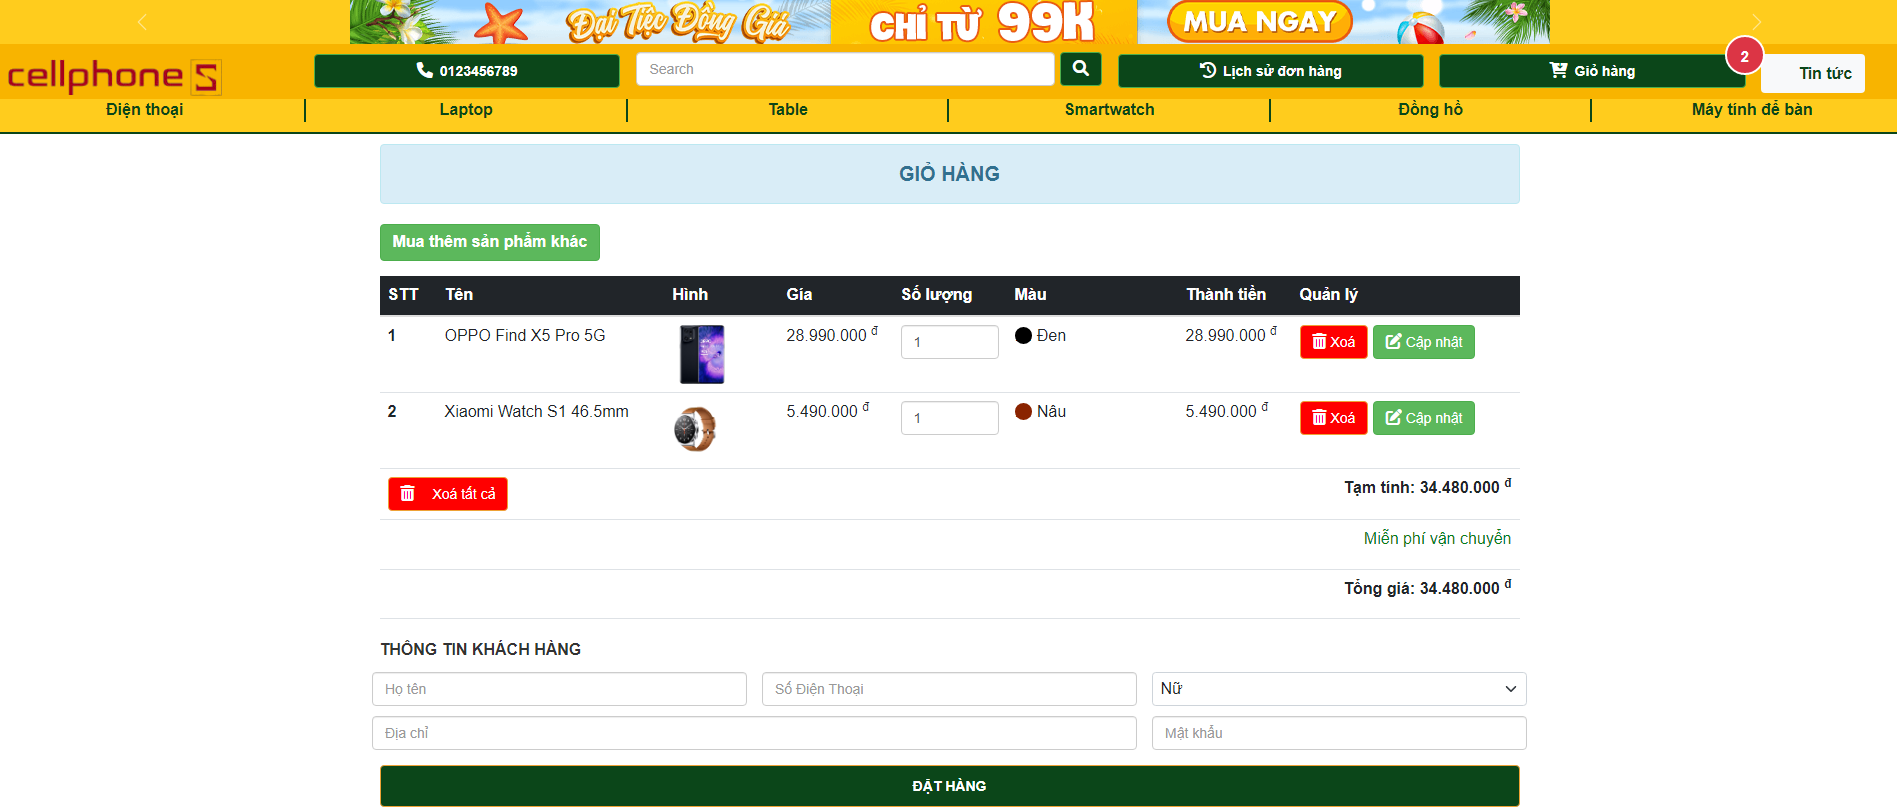 Đại Tiệc Đồng Giá CHỈ TỪ 99K MUA NGAY
cellphone S 0123456789 Search Lịch sử đơn hàng Giỏ hàng 2 Tin tức
Điện thoại Laptop Table Smartwatch Đồng hồ Máy tính để bàn
GIỎ HÀNG
Mua thêm sản phẩm khác
STT Tên Hình Gía Số lượng Màu Thành tiền Quản lý
1 OPPO Find X5 Pro 5G 28.990.000 đ 1 Đen 28.990.000 đ Xoá Cập nhật
2 Xiaomi Watch S1 46.5mm 5.490.000 đ 1 Nâu 5.490.000 đ Xoá Cập nhật
Xoá tất cả Tạm tính: 34.480.000 đ
Miễn phí vận chuyển
Tổng giá: 34.480.000 đ
THÔNG TIN KHÁCH HÀNG
Họ tên Số Điện Thoại Nữ
Địa chỉ Mật khẩu
ĐẶT HÀNG